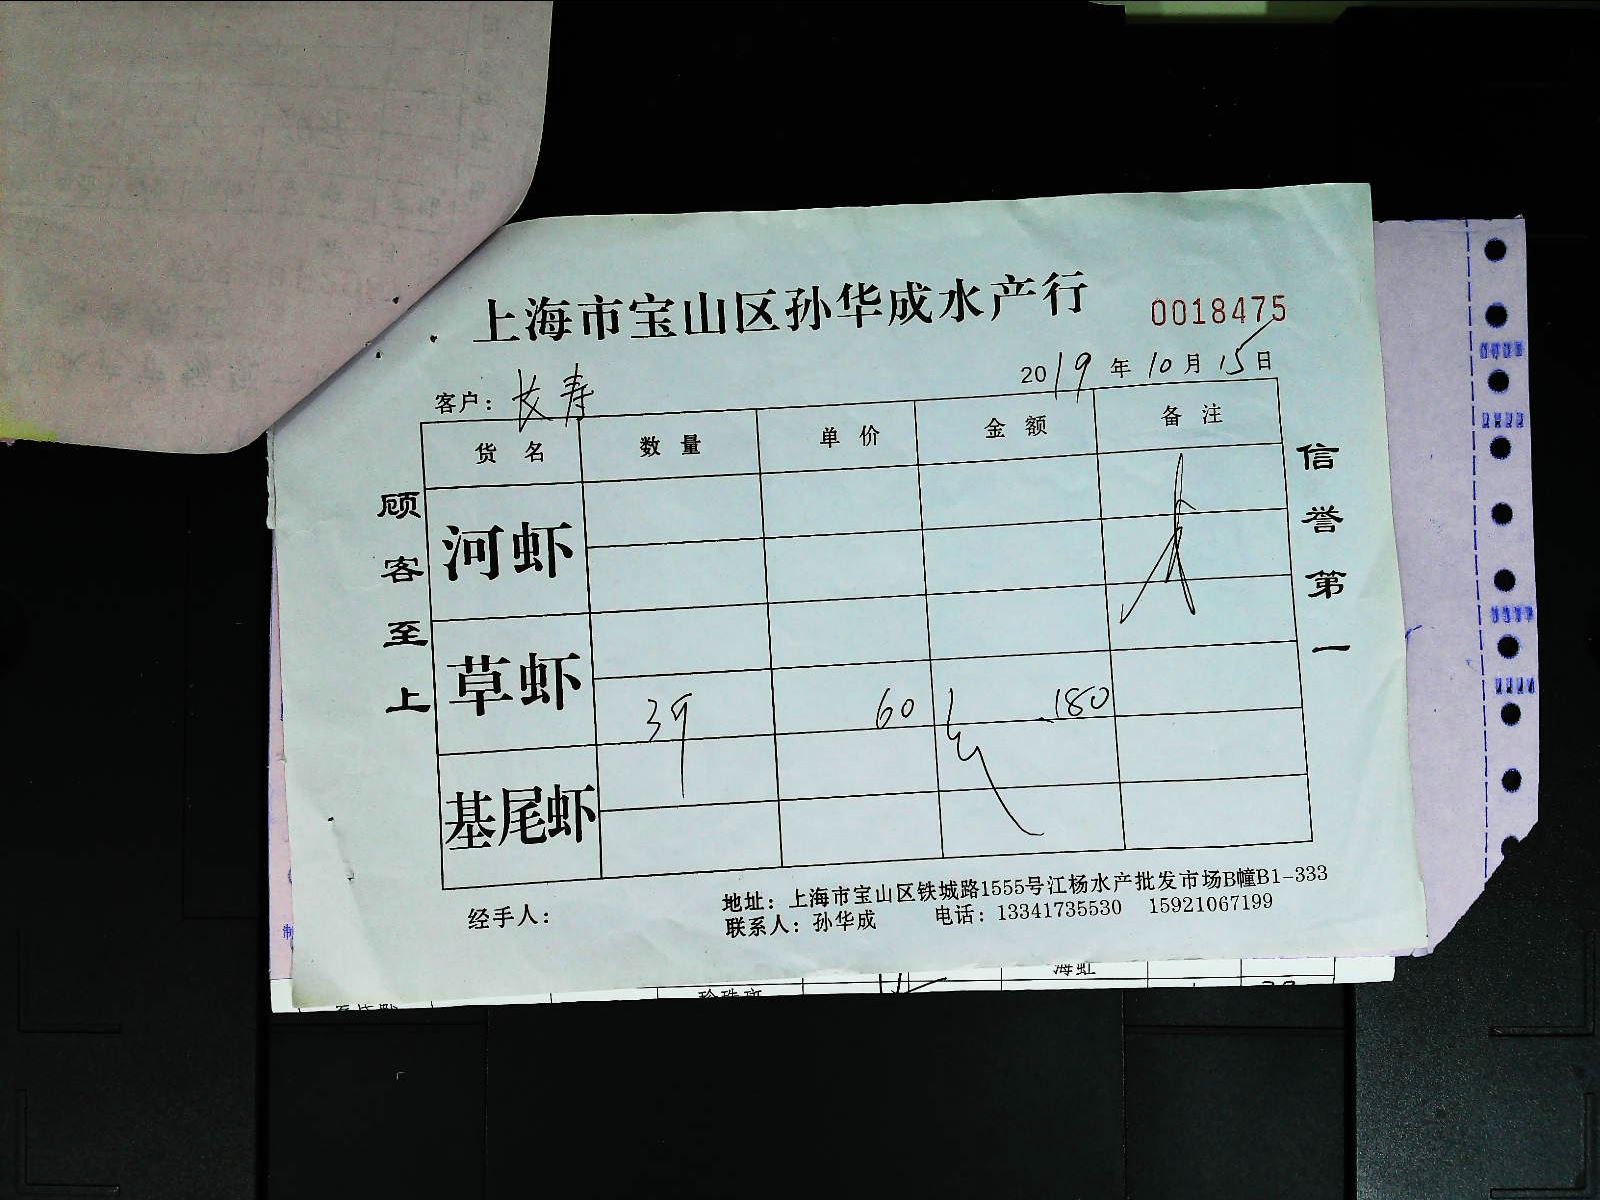 上海市宝山区孙华成水产行
0018475
客户：长寿
2019年10月15日
货名 数量 单价 金额 备注
河虾
草虾 3斤 60 180
基尾虾
顾客至上
信誉第一
经手人：
地址：上海市宝山区铁城路1555号江杨水产批发市场B幢B1-333
联系人：孙华成 电话：13341735530 15921067199
珍珠斑 海虹